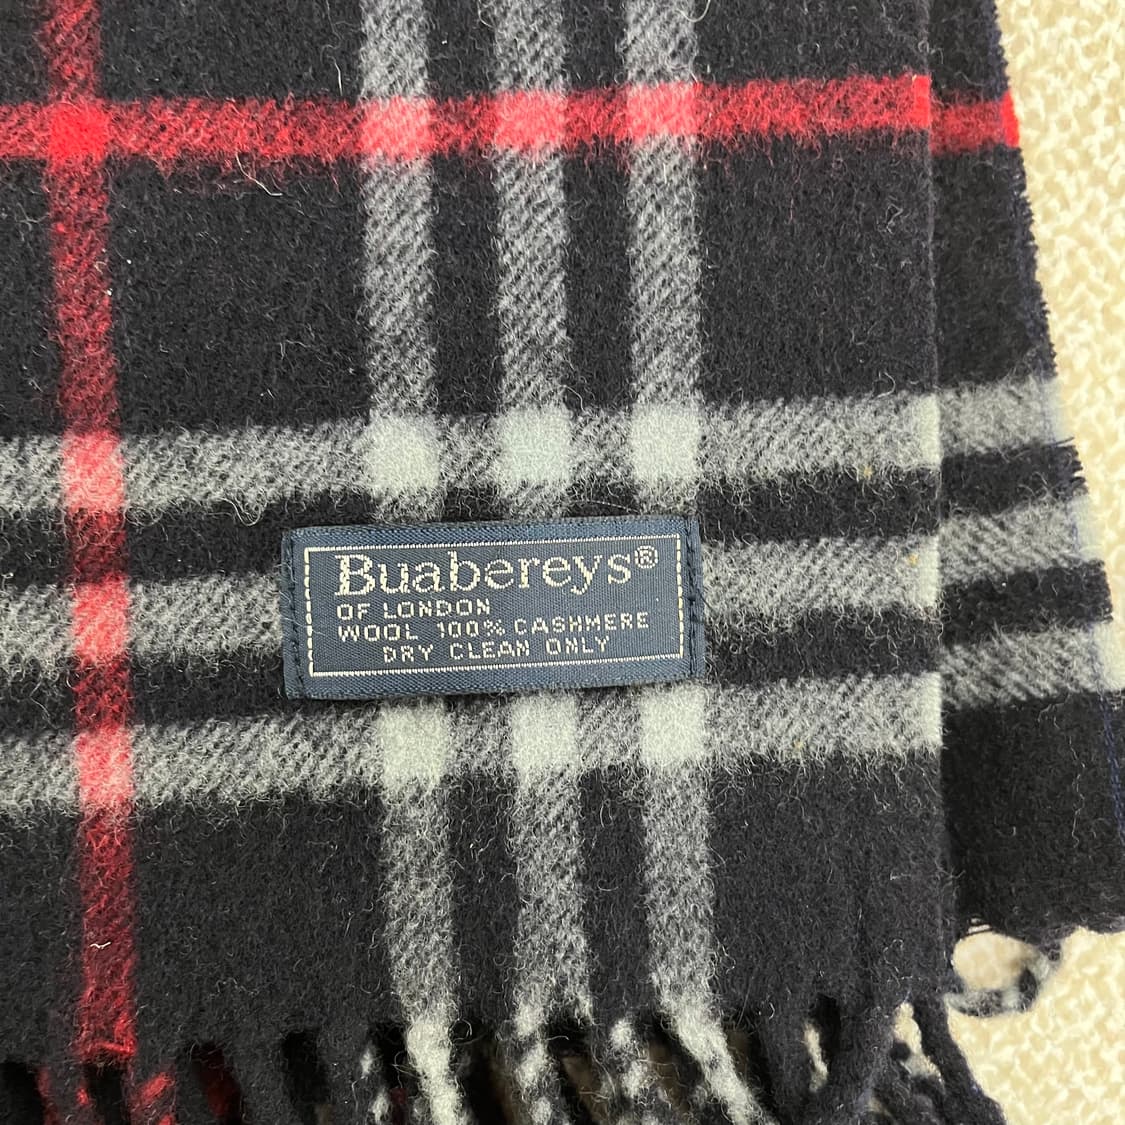 Buabereys®
OF LONDON
WOOL 100% CASHMERE
DRY CLEAN ONLY